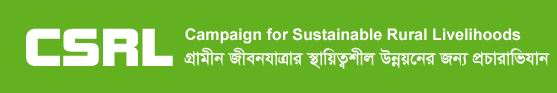 CSRL
Campaign for Sustainable Rural Livelihoods
গ্রামীন জীবনযাত্রার স্থায়িত্বশীল উন্নয়নের জন্য প্রচারাভিযান